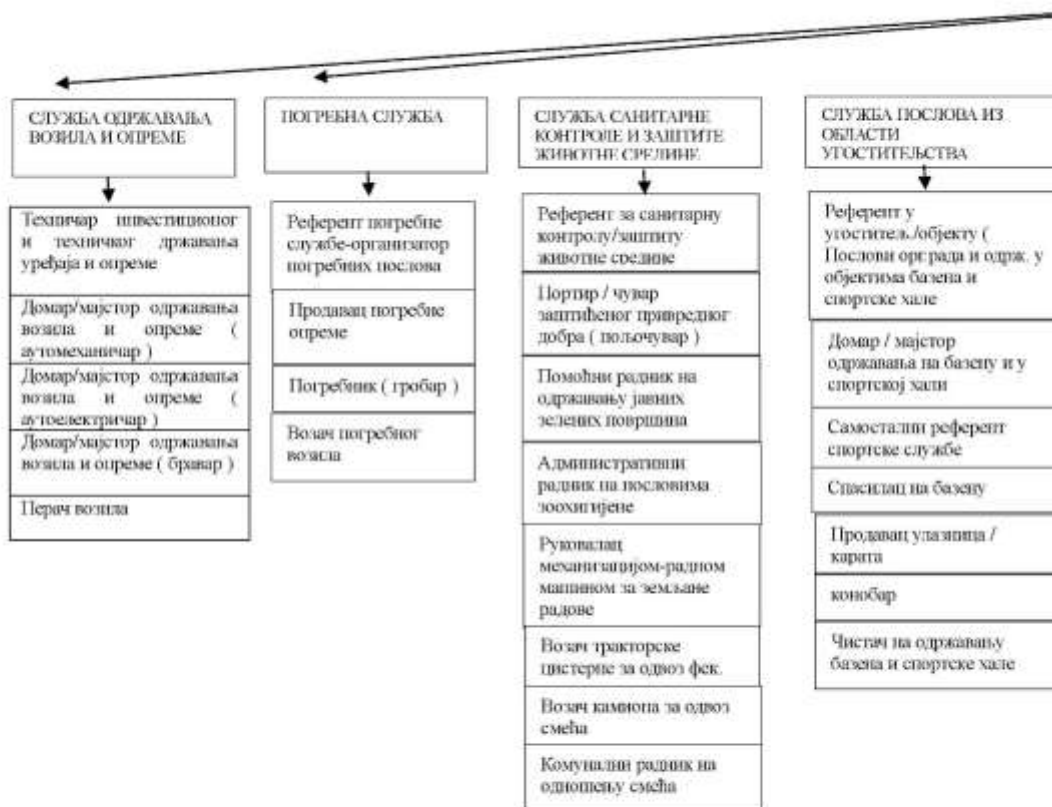 СЛУЖБА ОДРЖАВАЊА
ВОЗИЛА И ОПРЕМЕ
Техничар инвестиционог
и техничког државања
уређаја и опреме
Домар/мајстор одржавања
возила и опреме (
аутомеханичар )
Домар/мајстор одржавања
возила и опреме (
аутоелектричар )
Домар/мајстор одржавања
возила и опреме ( бравар )
Перач возила
ПОГРЕБНА СЛУЖБА
Референт погребне
службе-организатор
погребних послова
Продавац погребне
опреме
Погребник ( гробар )
Возач погребног
возила
СЛУЖБА САНИТАРНЕ
КОНТРОЛЕ И ЗАШТИТЕ
ЖИВОТНЕ СРЕЛИНЕ
Референт за санитарну
контролу/заштиту
животне средине
Портир / чувар
заштићеног привредног
добра ( пољочувар )
Помоћни радник на
одржавању јавних
зелених површина
Административни
радник на пословима
зоохигијене
Руковалац
механизацијом-радном
машином за земљане
радове
Возач тракторске
цистерне за одвоз фек.
Возач камиона за одвоз
смећа
Комунални радник на
одношењу смећа
СЛУЖБА ПОСЛОВА ИЗ
ОБЛАСТИ
УГОСТИТЕЉСТВА
Референт у
угоститељ./објекту (
Послови орг.рада и одрж. у
објектима базена и
спортске хале
Домар / мајстор
одржавања на базену и у
спортској хали
Самостални референт
спортске службе
Спасилац на базену
Продавац улазница /
карата
конобар
Чистач на одржавању
базена и спортске хале